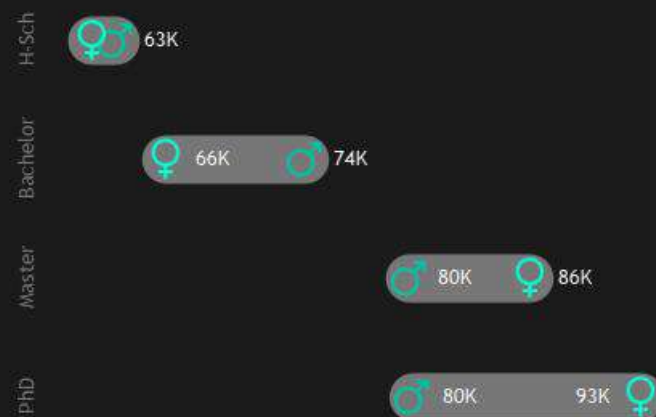 H-Sch 63K
Bachelor 66K 74K
Master 80K 86K
PhD 80K 93K